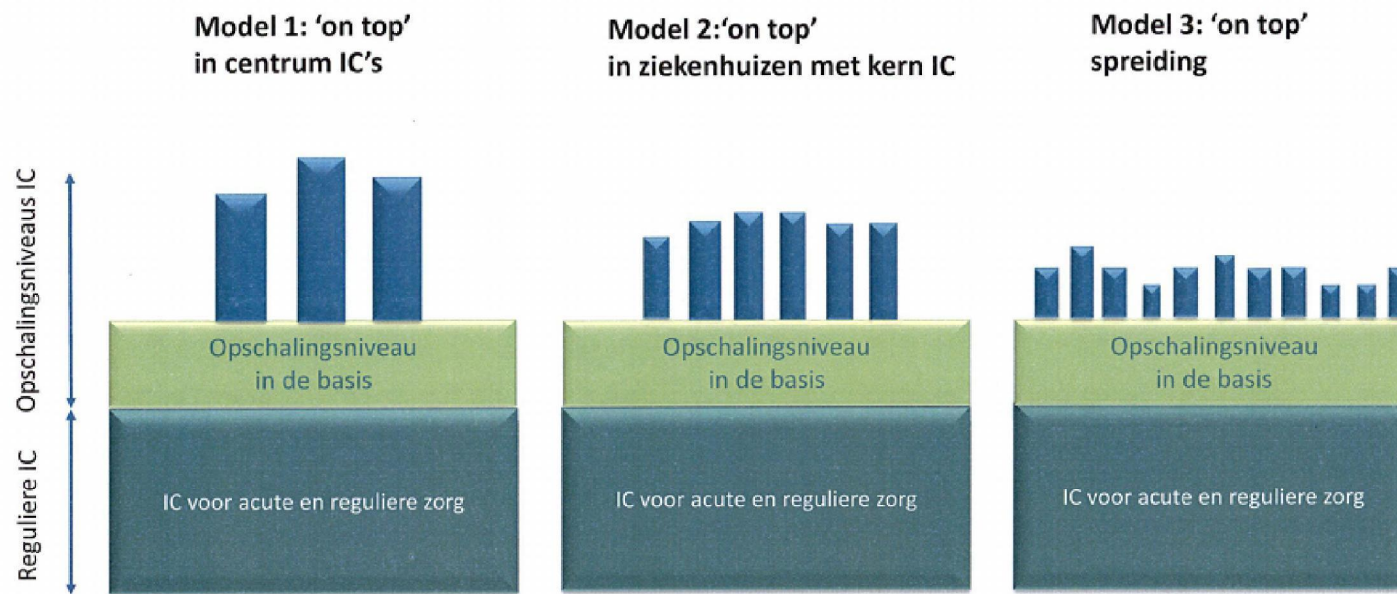 Model 1: ‘on top’
in centrum IC’s
Model 2:‘on top’
in ziekenhuizen met kern IC
Model 3: ‘on top’
spreiding
Opschalingsniveaus IC
Reguliere IC
Opschalingsniveau
in de basis
IC voor acute en reguliere zorg
Opschalingsniveau
in de basis
IC voor acute en reguliere zorg
Opschalingsniveau
in de basis
IC voor acute en reguliere zorg